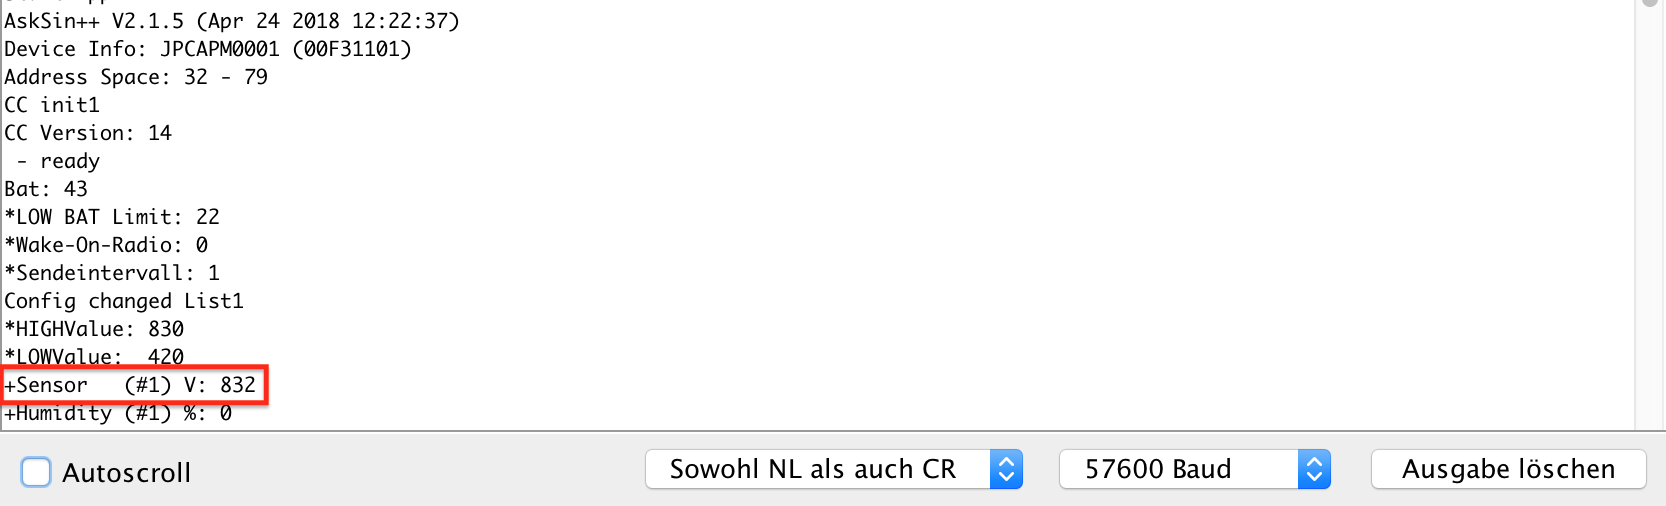 AskSin++ V2.1.5 (Apr 24 2018 12:22:37)
Device Info: JPCAPM0001 (00F31101)
Address Space: 32 - 79
CC init1
CC Version: 14
 - ready
Bat: 43
*LOW BAT Limit: 22
*Wake-On-Radio: 0
*Sendeintervall: 1
Config changed List1
*HIGHValue: 830
*LOWValue:  420
+Sensor   (#1) V: 832
+Humidity (#1) %: 0
Autoscroll
Sowohl NL als auch CR
57600 Baud
Ausgabe löschen